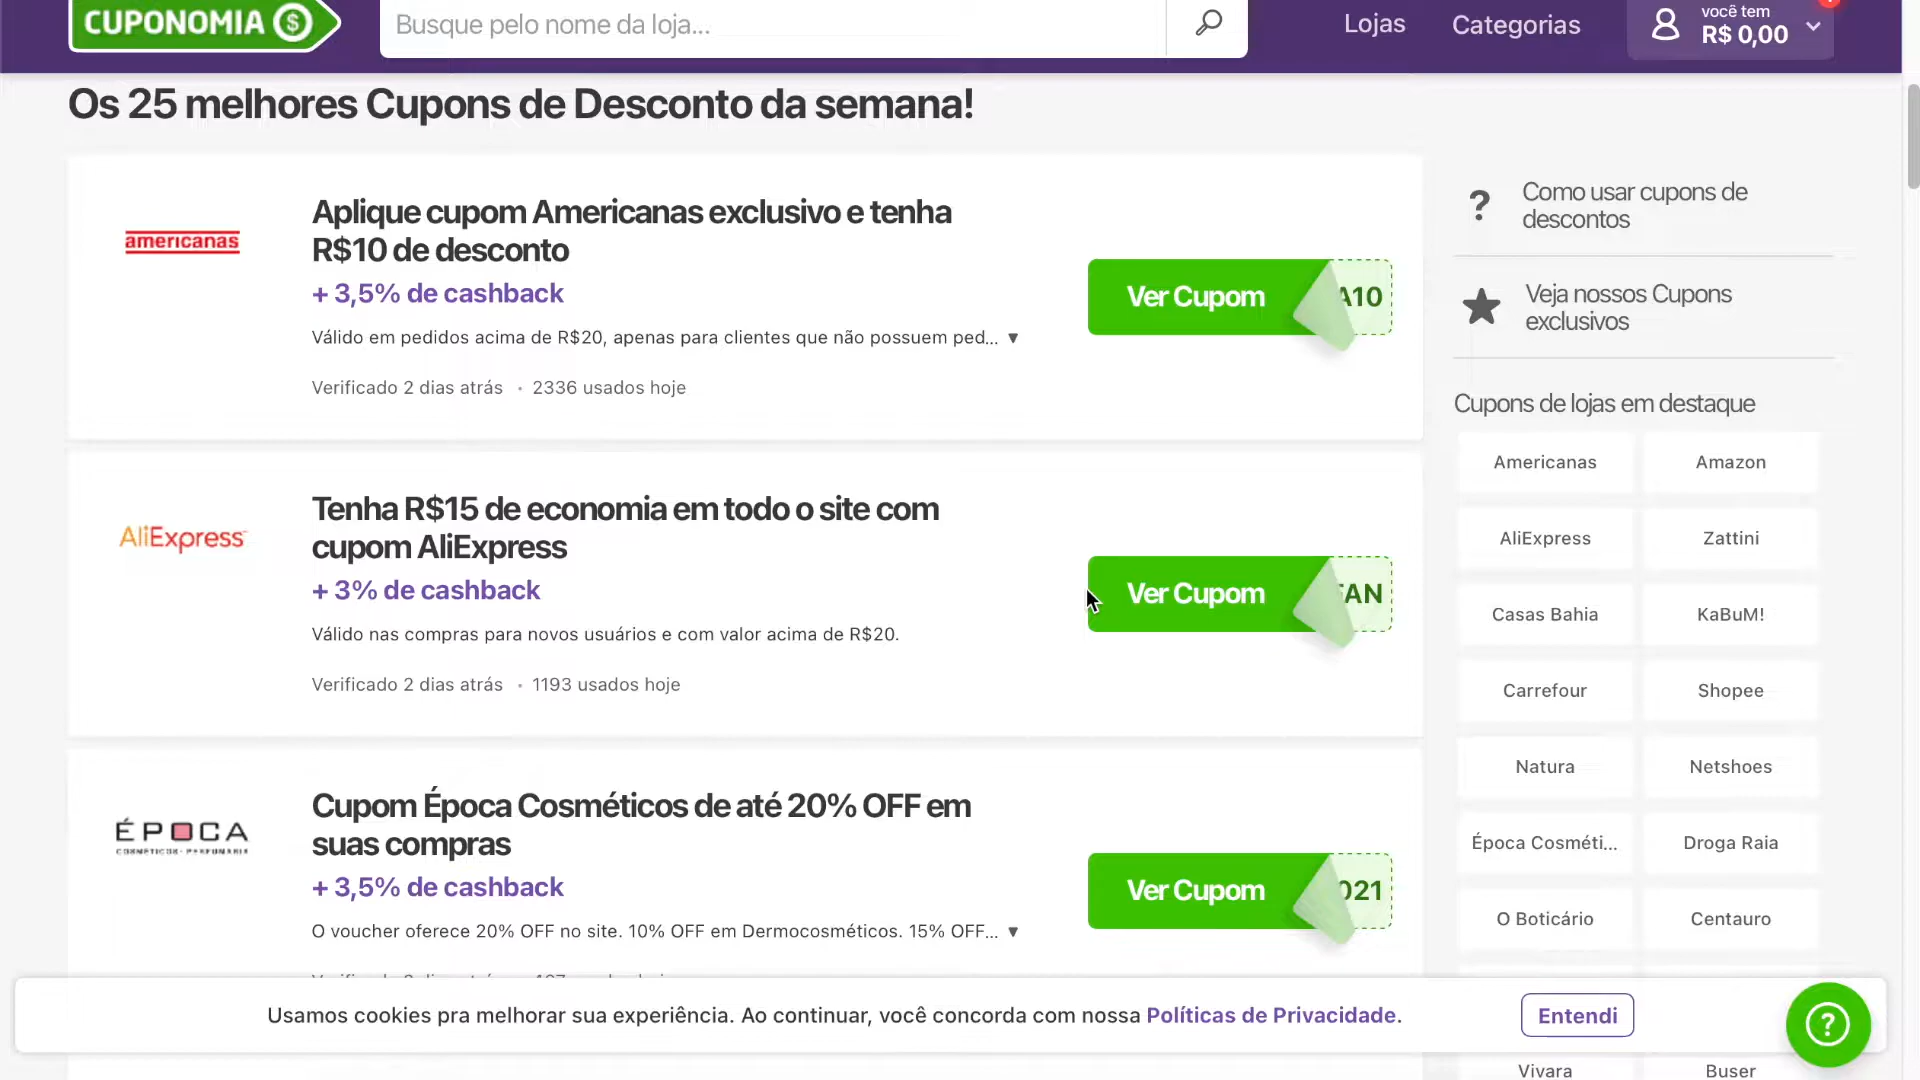 CUPONOMIA $
Busque pelo nome da loja...
Lojas
Categorias
você tem
R$ 0,00
Os 25 melhores Cupons de Desconto da semana!
americanas
Aplique cupom Americanas exclusivo e tenha
R$10 de desconto
+ 3,5% de cashback
Válido em pedidos acima de R$20, apenas para clientes que não possuem ped... ▼
Verificado 2 dias atrás • 2336 usados hoje
Ver Cupom
A10
AliExpress
Tenha R$15 de economia em todo o site com
cupom AliExpress
+ 3% de cashback
Válido nas compras para novos usuários e com valor acima de R$20.
Verificado 2 dias atrás • 1193 usados hoje
Ver Cupom
FAN
ÉPOCA
COSMÉTICOS • PERFUMARIA
Cupom Época Cosméticos de até 20% OFF em
suas compras
+ 3,5% de cashback
O voucher oferece 20% OFF no site. 10% OFF em Dermocosméticos. 15% OFF... ▼
Ver Cupom
021
? Como usar cupons de
descontos
Veja nossos Cupons
exclusivos
Cupons de lojas em destaque
Americanas
Amazon
AliExpress
Zattini
Casas Bahia
KaBuM!
Carrefour
Shopee
Natura
Netshoes
Época Cosméti...
Droga Raia
O Boticário
Centauro
Vivara
Buser
Usamos cookies pra melhorar sua experiência. Ao continuar, você concorda com nossa Políticas de Privacidade.
Entendi
?